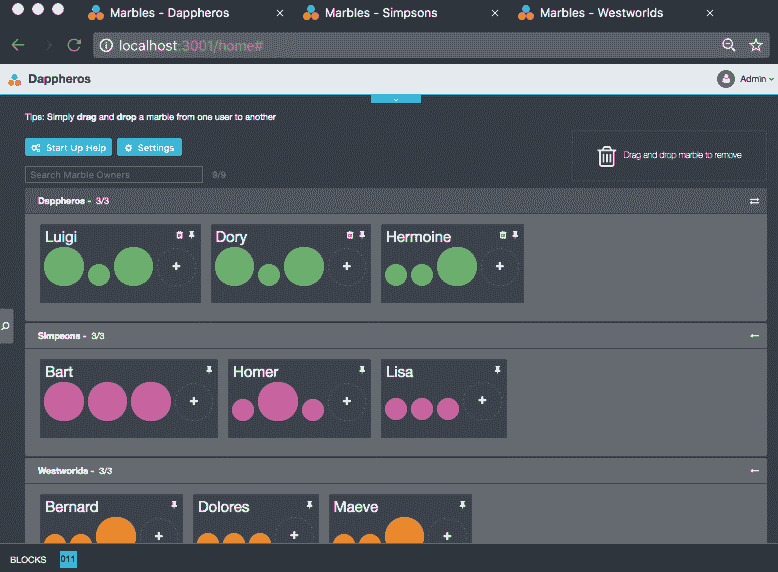 Marbles - Dappheros
Marbles - Simpsons
Marbles - Westworlds
localhost:3001/home#
Dappheros
Admin
Tips: Simply drag and drop a marble from one user to another
Start Up Help
Settings
Drag and drop marble to remove
Search Marble Owners
9/9
Dappheros - 3/3
Luigi
Dory
Hermoine
Simpsons - 3/3
Bart
Homer
Lisa
Westworlds - 3/3
Bernard
Dolores
Maeve
BLOCKS
011